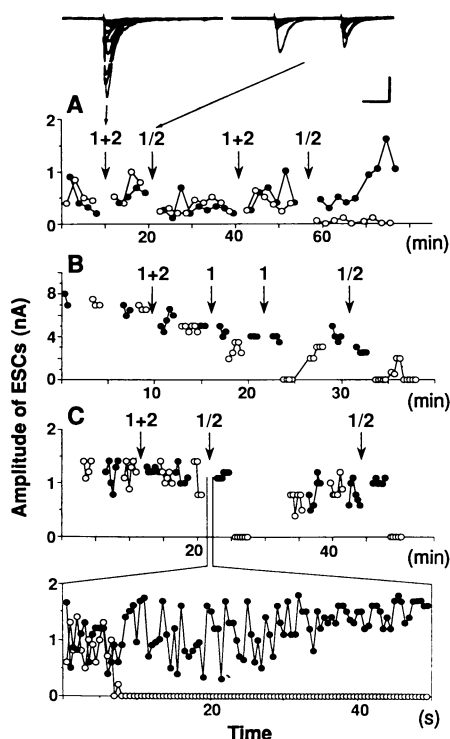 A
1+2 1/2 1+2 1/2
2
1
0
20 40 60
(min)
B
1+2 1 1 1/2
8
4
0
10 20 30
(min)
C
1+2 1/2 1/2
2
1
0
20 40
(min)
2
1
0
20 40
(s)
Time
Amplitude of ESCs (nA)